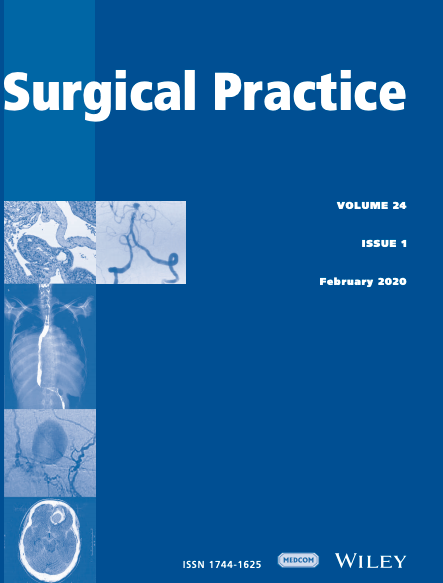 Surgical Practice
VOLUME 24
ISSUE 1
February 2020
ISSN 1744-1625
MEDCOM
WILEY